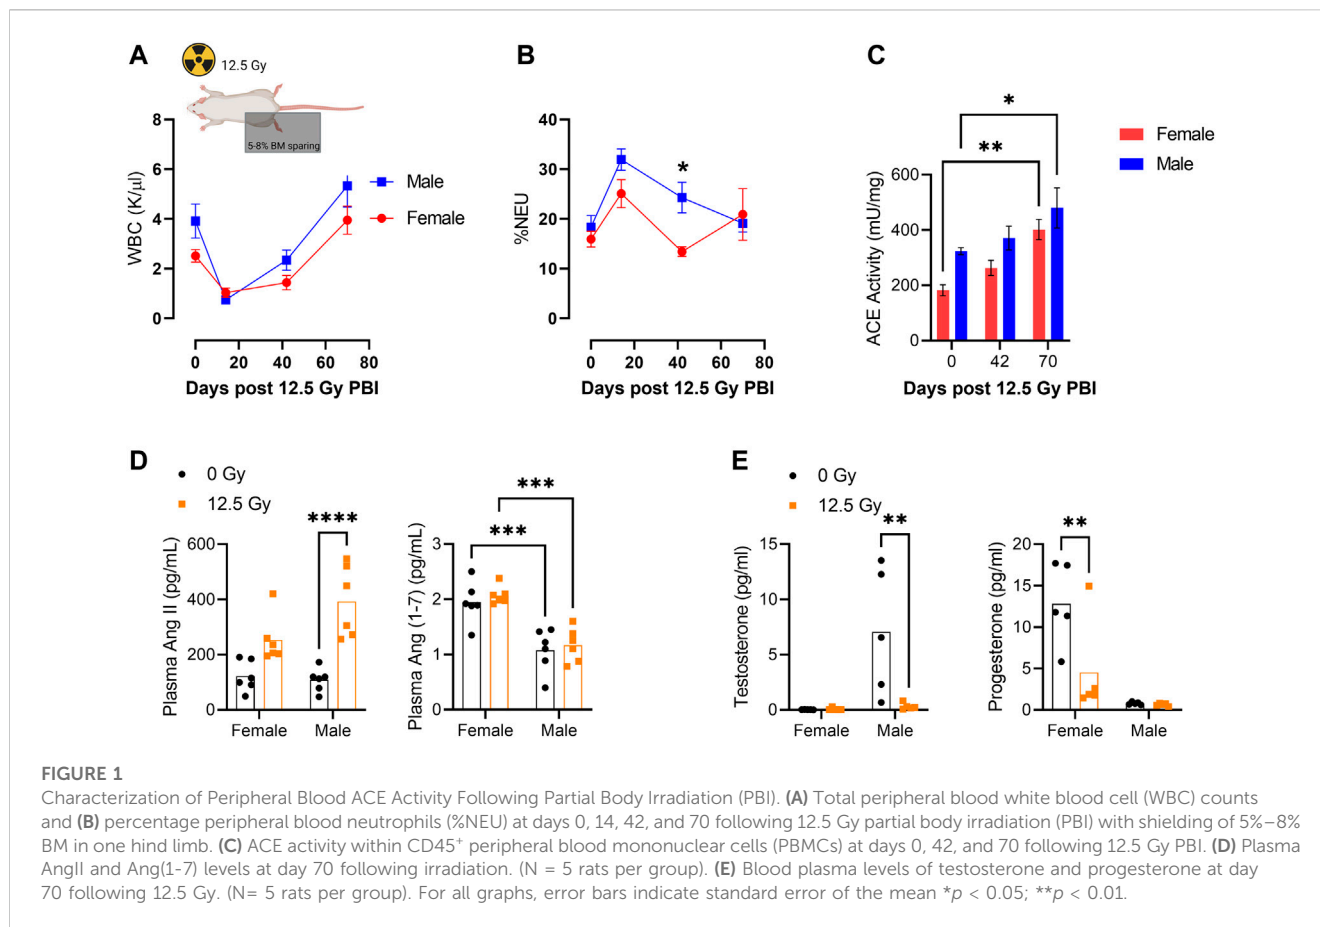 A
12.5 Gy
5-8% BM sparing
WBC (K/µl)
8
6
4
2
0
0 20 40 60 80
Days post 12.5 Gy PBI
Male
Female
B
%NEU
40
30
20
10
0
*
0 20 40 60 80
Days post 12.5 Gy PBI
C
*
**
ACE Activity (mU/mg)
600
400
200
0
0 42 70
Days post 12.5 Gy PBI
Female
Male
D
0 Gy
12.5 Gy
****
Plasma Ang II (pg/mL)
600
400
200
0
Female Male
***
***
Plasma Ang (1-7) (pg/mL)
3
2
1
0
Female Male
E
0 Gy
12.5 Gy
**
Testosterone (pg/ml)
15
10
5
0
Female Male
**
Progesterone (pg/ml)
20
15
10
5
0
Female Male
FIGURE 1
Characterization of Peripheral Blood ACE Activity Following Partial Body Irradiation (PBI). (A) Total peripheral blood white blood cell (WBC) counts
and (B) percentage peripheral blood neutrophils (%NEU) at days 0, 14, 42, and 70 following 12.5 Gy partial body irradiation (PBI) with shielding of 5%–8%
BM in one hind limb. (C) ACE activity within CD45⁺ peripheral blood mononuclear cells (PBMCs) at days 0, 42, and 70 following 12.5 Gy PBI. (D) Plasma
AngII and Ang(1-7) levels at day 70 following irradiation. (N = 5 rats per group). (E) Blood plasma levels of testosterone and progesterone at day
70 following 12.5 Gy. (N= 5 rats per group). For all graphs, error bars indicate standard error of the mean *p < 0.05; **p < 0.01.